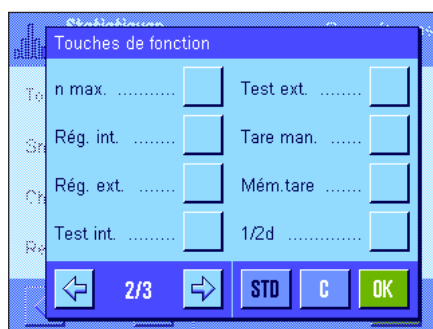 Statistiques
Touches de fonction
n max. ...........
Test ext. ........
Rég. int. ........
Tare man. .....
Rég. ext. .......
Mém.tare ......
Test int. .........
1/2d .............
2/3
STD
C
OK